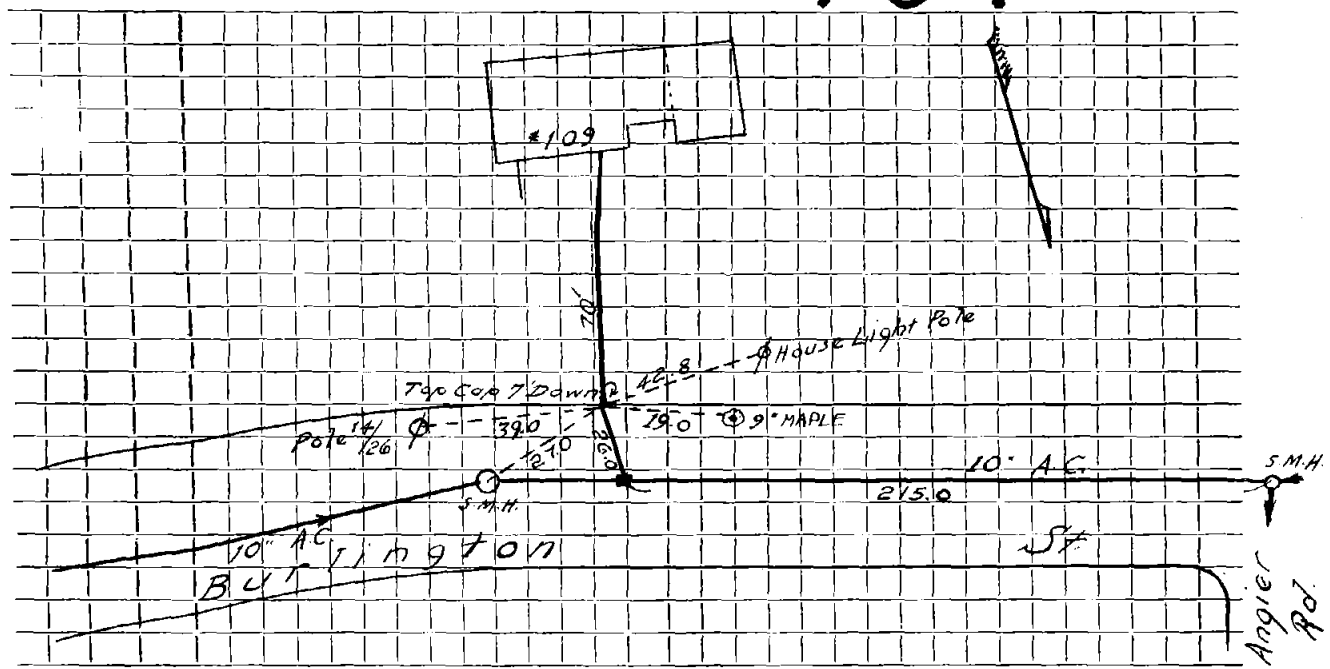 #109
70'
House Light Pole
42.8
Top Cap 7' Down
Pole 14/26
39.0
19.0
9" MAPLE
27.0
26.0
S.M.H.
10" A.C.
215.0
S.M.H.
10" A.C.
Burlington St.
Angier Rd.